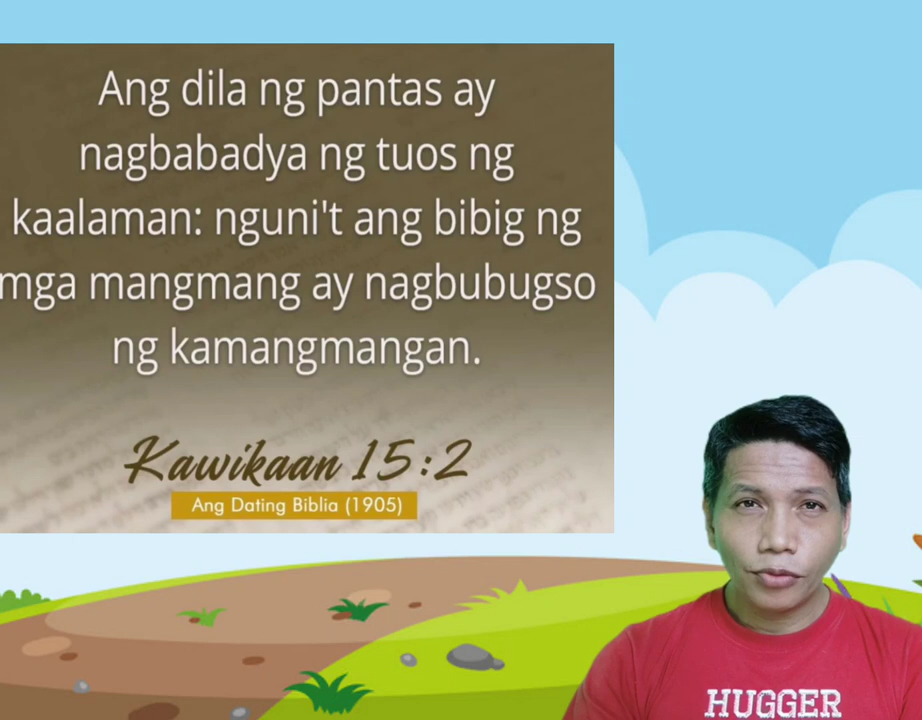 Ang dila ng pantas ay
nagbabadya ng tuos ng
kaalaman: nguni't ang bibig ng
mga mangmang ay nagbubugso
ng kamangmangan.
Kawikaan 15:2
Ang Dating Biblia (1905)
HUGGER